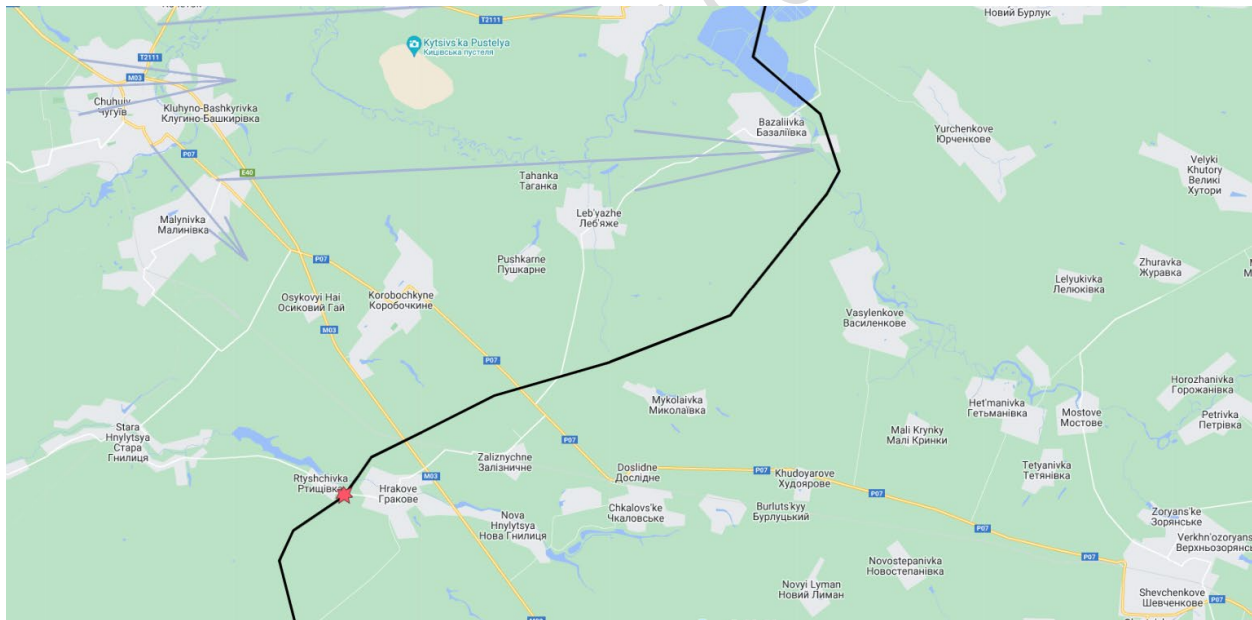 T2111
Новий Бурлук
Kytsivs'ka Pustelya
Кицівська пустеля
T2111
M03
Chuhuiv
Чугуїв
Kluhyno-Bashkyrivka
Клугино-Башкирівка
Bazaliivka
Базаліївка
Yurchenkove
Юрченкове
P07
E40
Velyki
Khutory
Великі
Хутори
Tahanka
Таганка
Malynivka
Малинівка
Leb'yazhe
Леб'яже
P07
Pushkarne
Пушкарне
Zhuravka
Журавка
Lelyukivka
Лелюківка
Osykovyi Hai
Осиковий Гай
Korobochkyne
Коробочкине
Vasylenkove
Василенкове
M03
P07
Horozhanivka
Горожанівка
Mykolaivka
Миколаївка
Het'manivka
Гетьманівка
Mostove
Мостове
Petrivka
Петрівка
Stara
Hnylytsya
Стара
Гнилиця
Mali Krynky
Малі Кринки
P07
Zaliznychne
Залізничне
Doslidne
Дослідне
P07
Khudoyarove
Худоярове
Tetyanivka
Тетянівка
Rtyshchivka
Ртищівка
M03
Hrakove
Гракове
P07
Nova
Hnylytsya
Нова Гнилиця
Chkalovs'ke
Чкаловське
Burluts'kyy
Бурлуцький
P07
Zoryans'ke
Зорянське
Novostepanivka
Новостепанівка
P07
Novyi Lyman
Новий Лиман
Shevchenkove
Шевченкове
P07